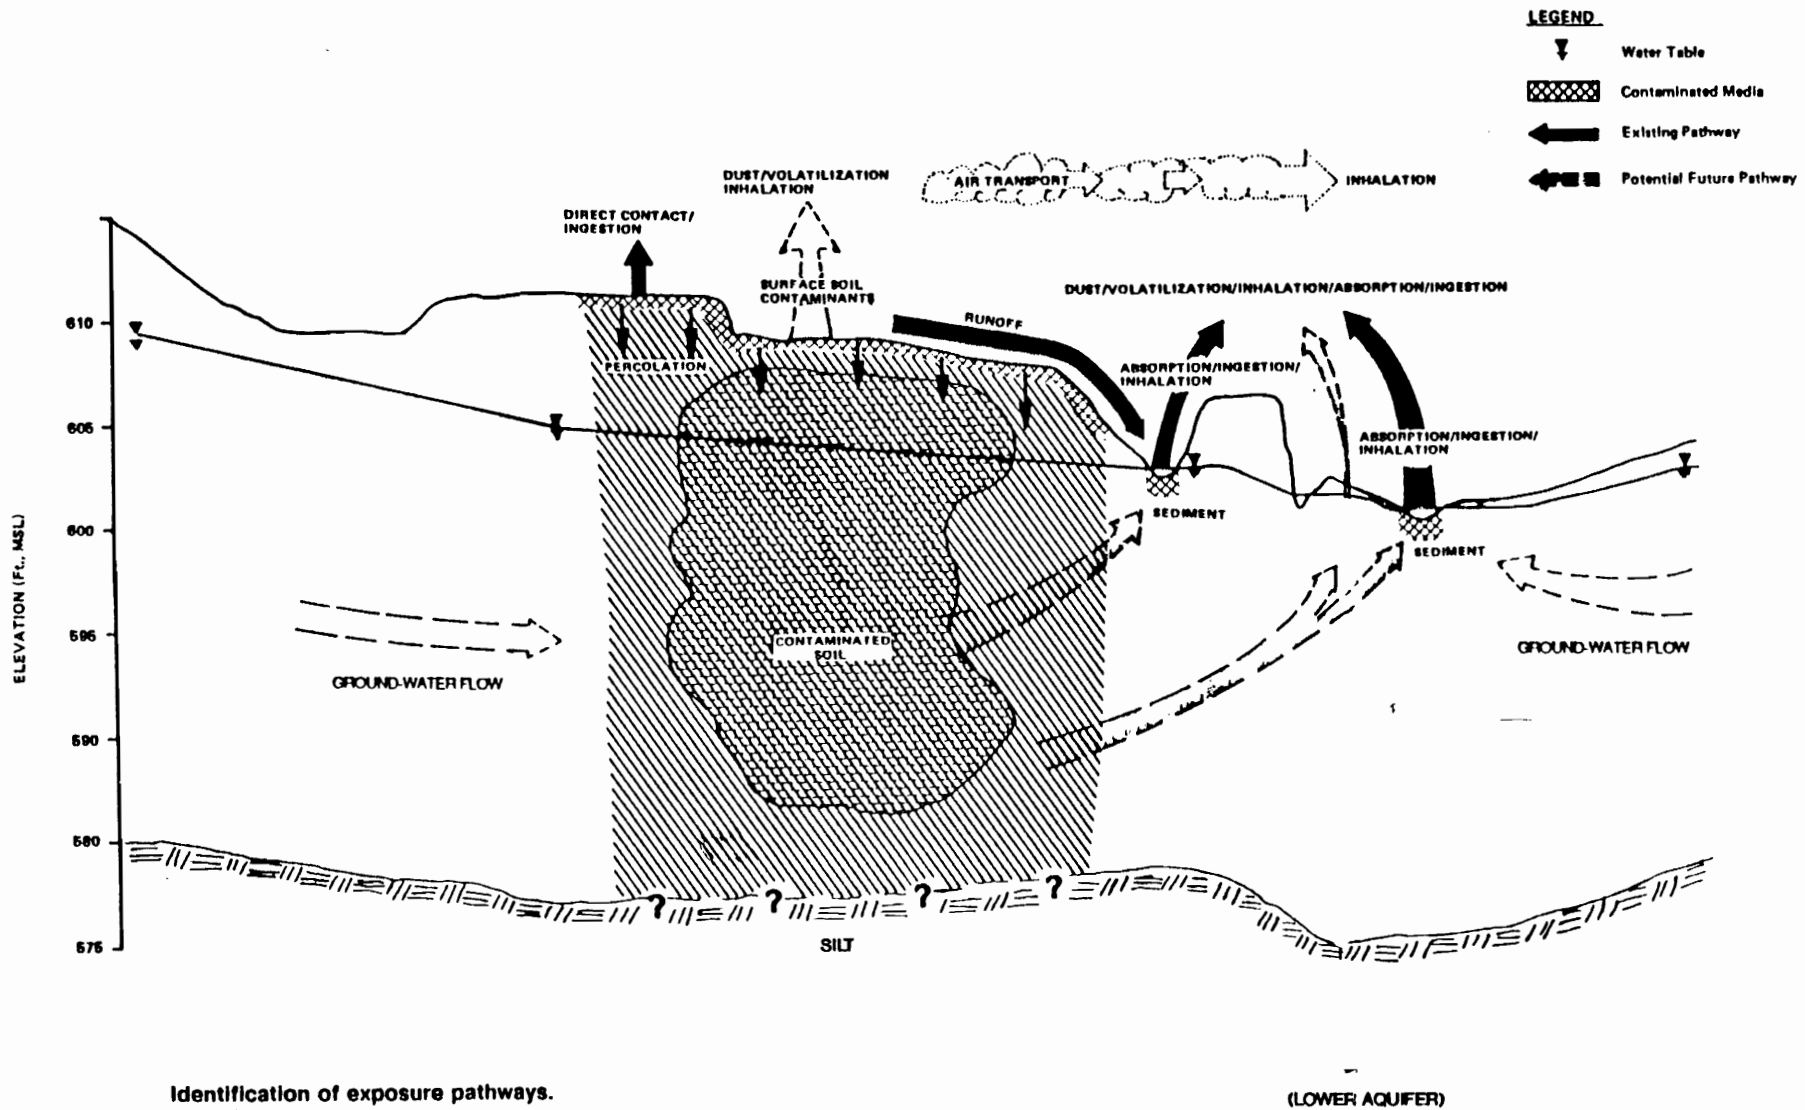 LEGEND
Water Table
Contaminated Media
Existing Pathway
Potential Future Pathway
DUST/VOLATILIZATION
INHALATION
AIR TRANSPORT
INHALATION
DIRECT CONTACT/
INGESTION
SURFACE SOIL
CONTAMINANTS
DUST/VOLATILIZATION/INHALATION/ABSORPTION/INGESTION
RUNOFF
610
PERCOLATION
ABSORPTION/INGESTION/
INHALATION
605
ABSORPTION/INGESTION/
INHALATION
SEDIMENT
600
SEDIMENT
ELEVATION (Ft., MSL)
595
CONTAMINATED
SOIL
GROUND-WATER FLOW
GROUND-WATER FLOW
590
580
? ? ? ?
575
SILT
Identification of exposure pathways.
(LOWER AQUIFER)